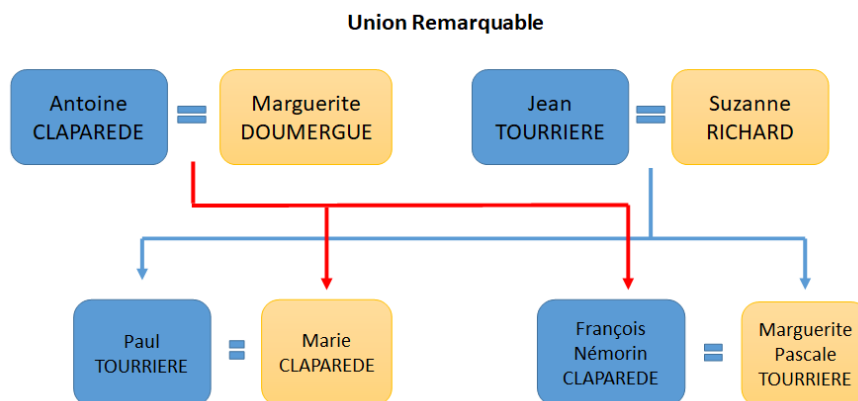 Union Remarquable
Antoine
CLAPAREDE
Marguerite
DOUMERGUE
Jean
TOURRIERE
Suzanne
RICHARD
Paul
TOURRIERE
Marie
CLAPAREDE
François
Némorin
CLAPAREDE
Marguerite
Pascale
TOURRIERE